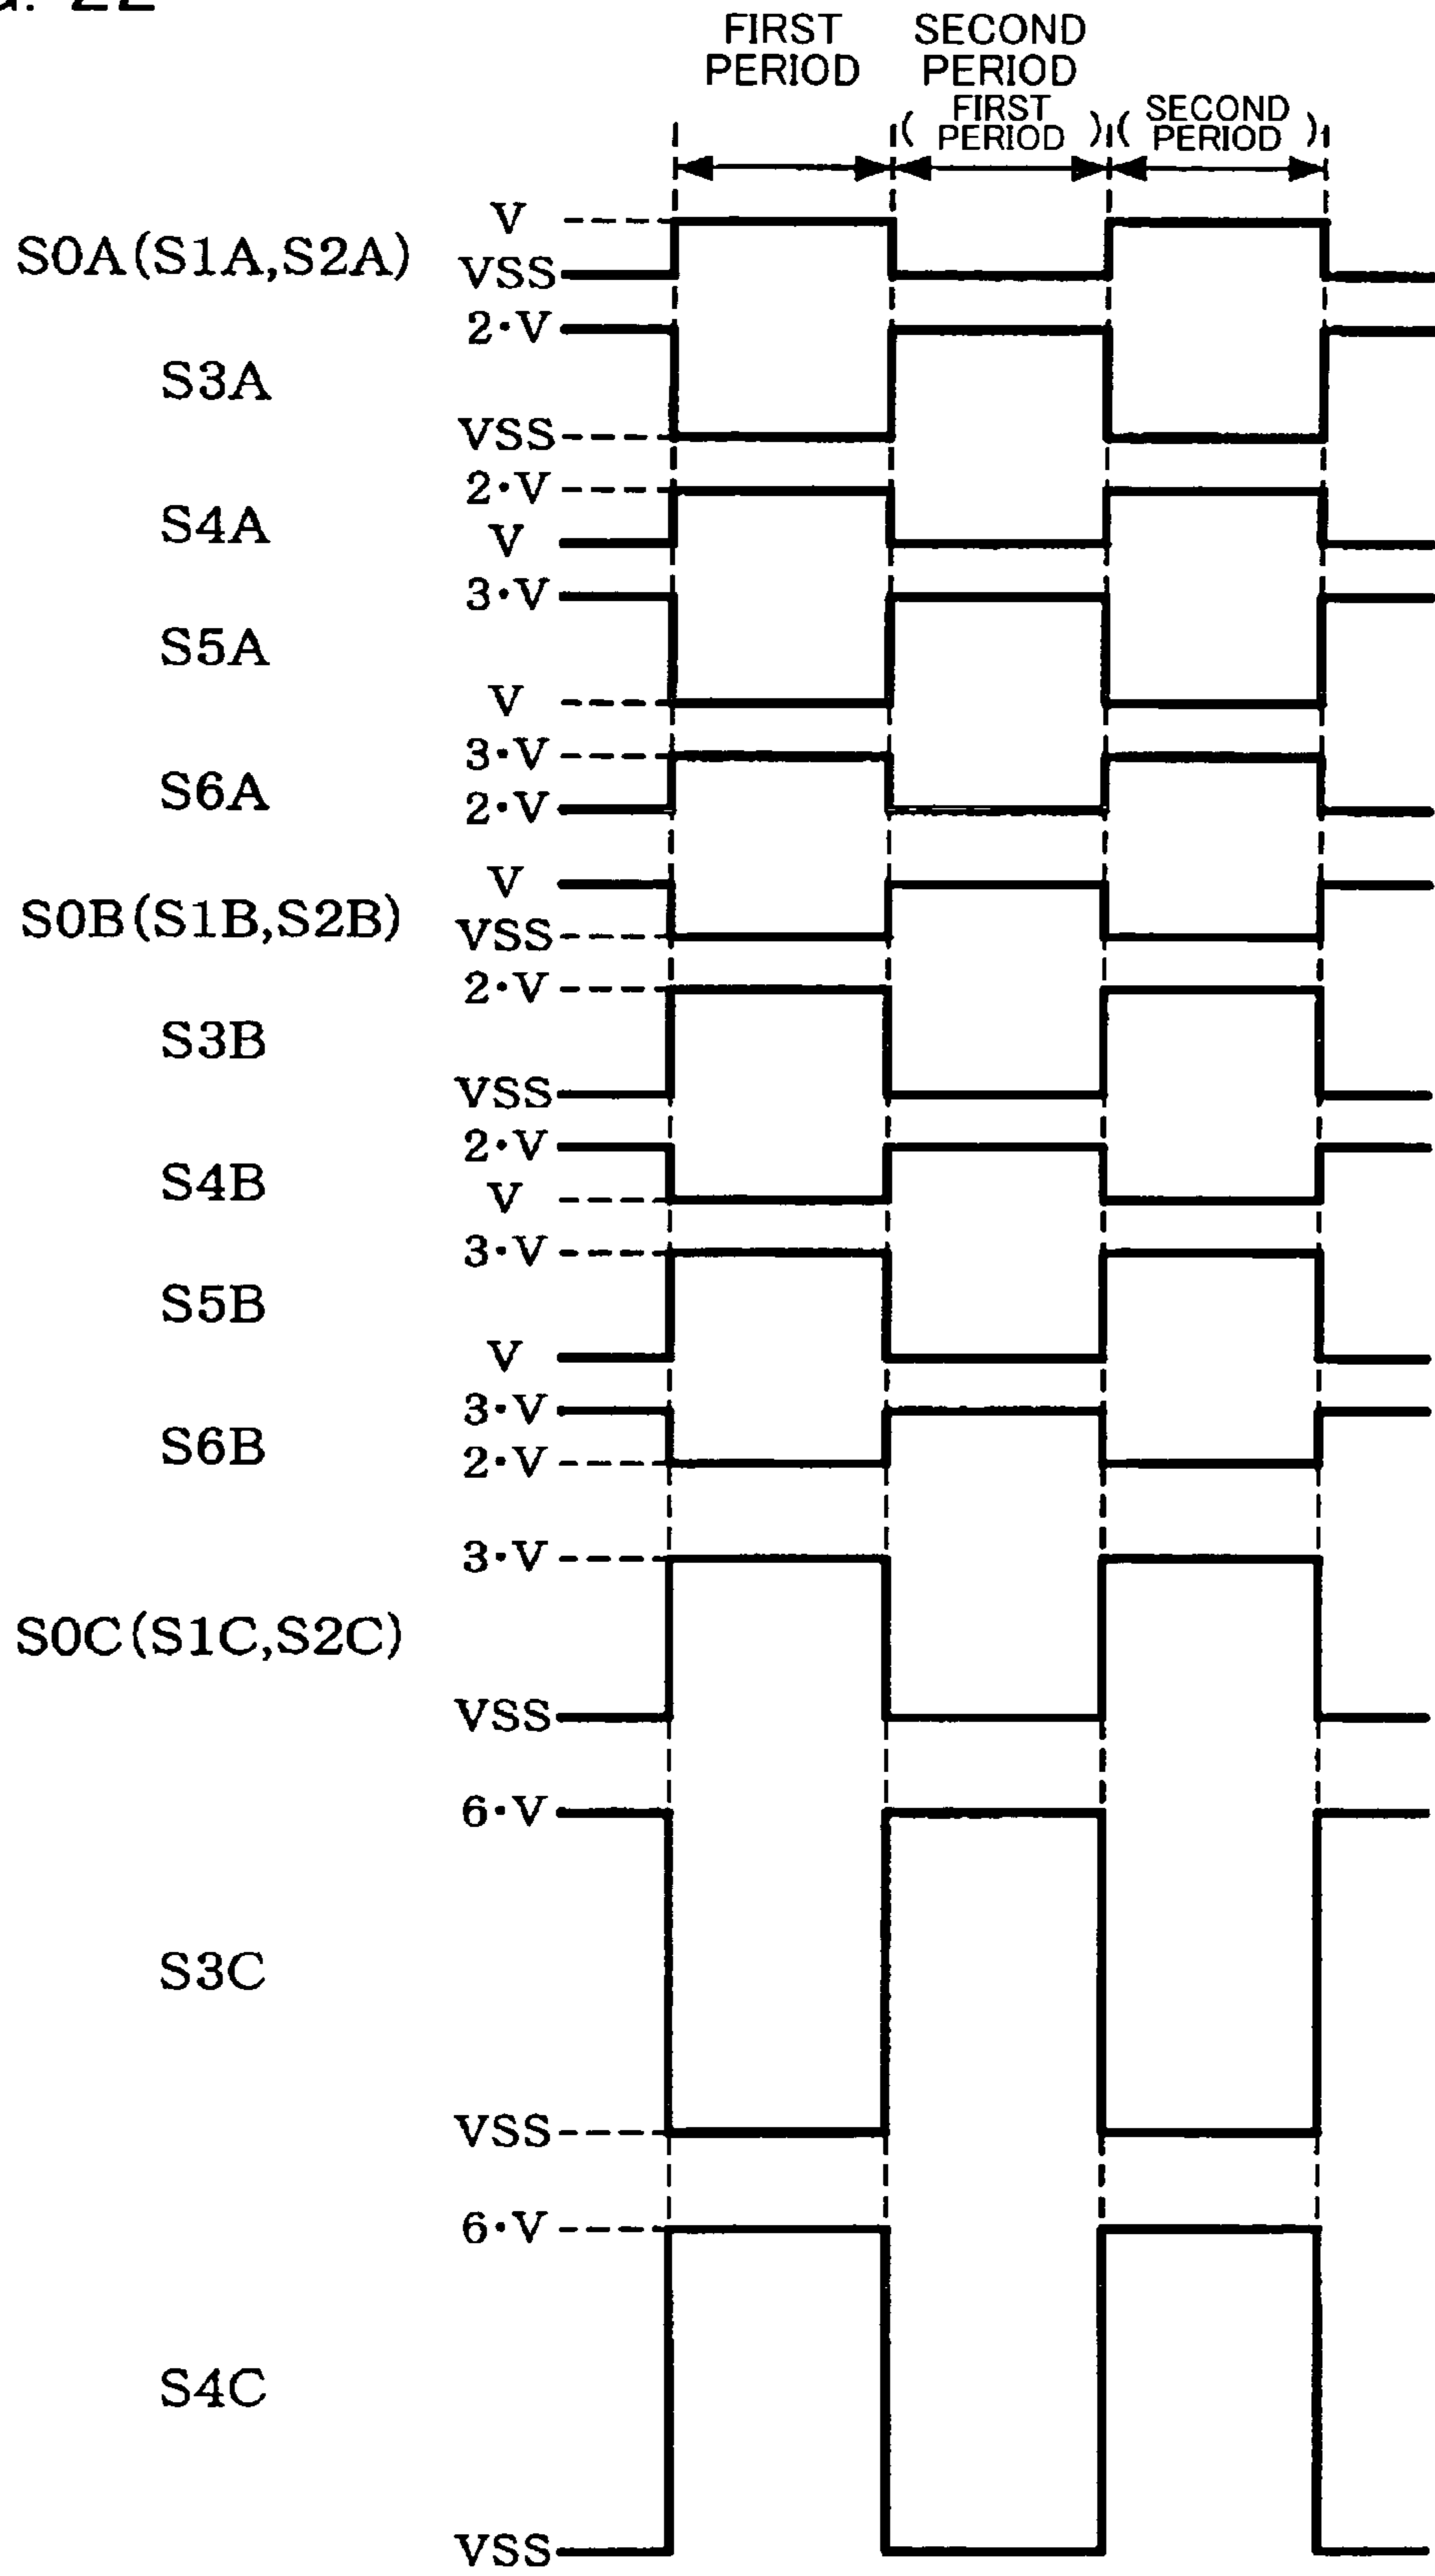 22
FIRST
PERIOD
SECOND
PERIOD
( FIRST
PERIOD )
( SECOND
PERIOD )
S0A(S1A,S2A)
V
VSS
S3A
2·V
VSS
S4A
2·V
V
S5A
3·V
V
S6A
3·V
2·V
S0B(S1B,S2B)
V
VSS
S3B
2·V
VSS
S4B
2·V
V
S5B
3·V
V
S6B
3·V
2·V
S0C(S1C,S2C)
3·V
VSS
S3C
6·V
VSS
S4C
6·V
VSS